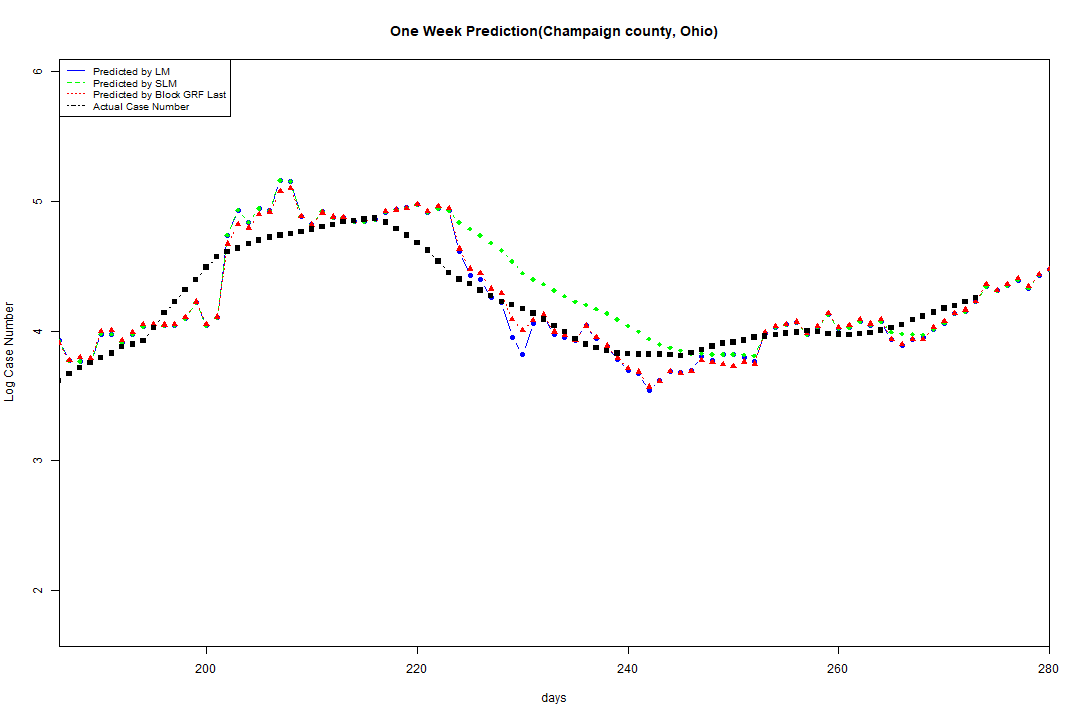 One Week Prediction(Champaign county, Ohio)
Predicted by LM
Predicted by SLM
Predicted by Block GRF Last
Actual Case Number
6
5
4
3
2
Log Case Number
200
220
240
260
280
days